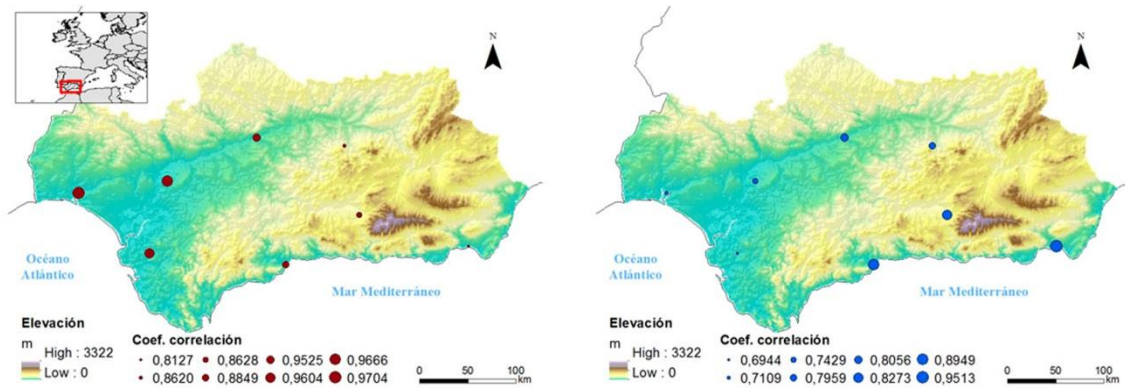 N
Océano
Atlántico
Mar Mediterráneo
Elevación
m
High : 3322
Low : 0
Coef. correlación
0,8127 0,8628 0,9525 0,9666
0,8620 0,8849 0,9604 0,9704
0 50 100
km
N
Océano
Atlántico
Mar Mediterráneo
Elevación
m
High : 3322
Low : 0
Coef. correlación
0,6944 0,7429 0,8056 0,8949
0,7109 0,7959 0,8273 0,9513
0 50 100
km